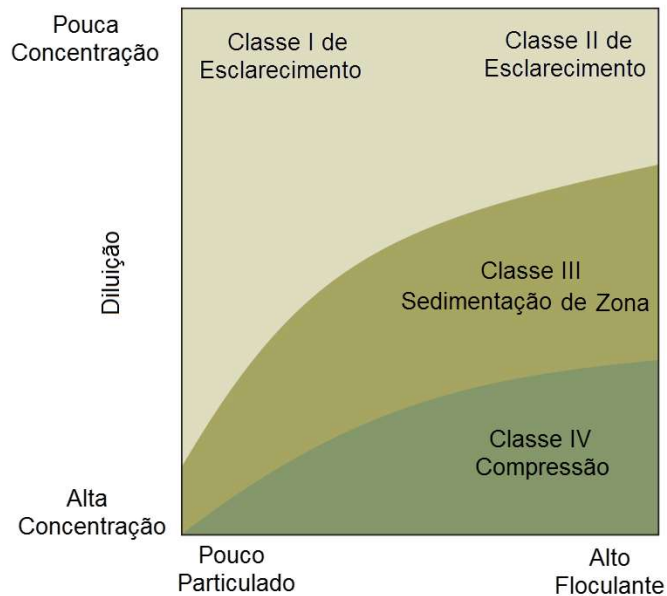 Pouca
Concentração
Classe I de
Esclarecimento
Classe II de
Esclarecimento
Diluição
Classe III
Sedimentação de Zona
Classe IV
Compressão
Alta
Concentração
Pouco
Particulado
Alto
Floculante